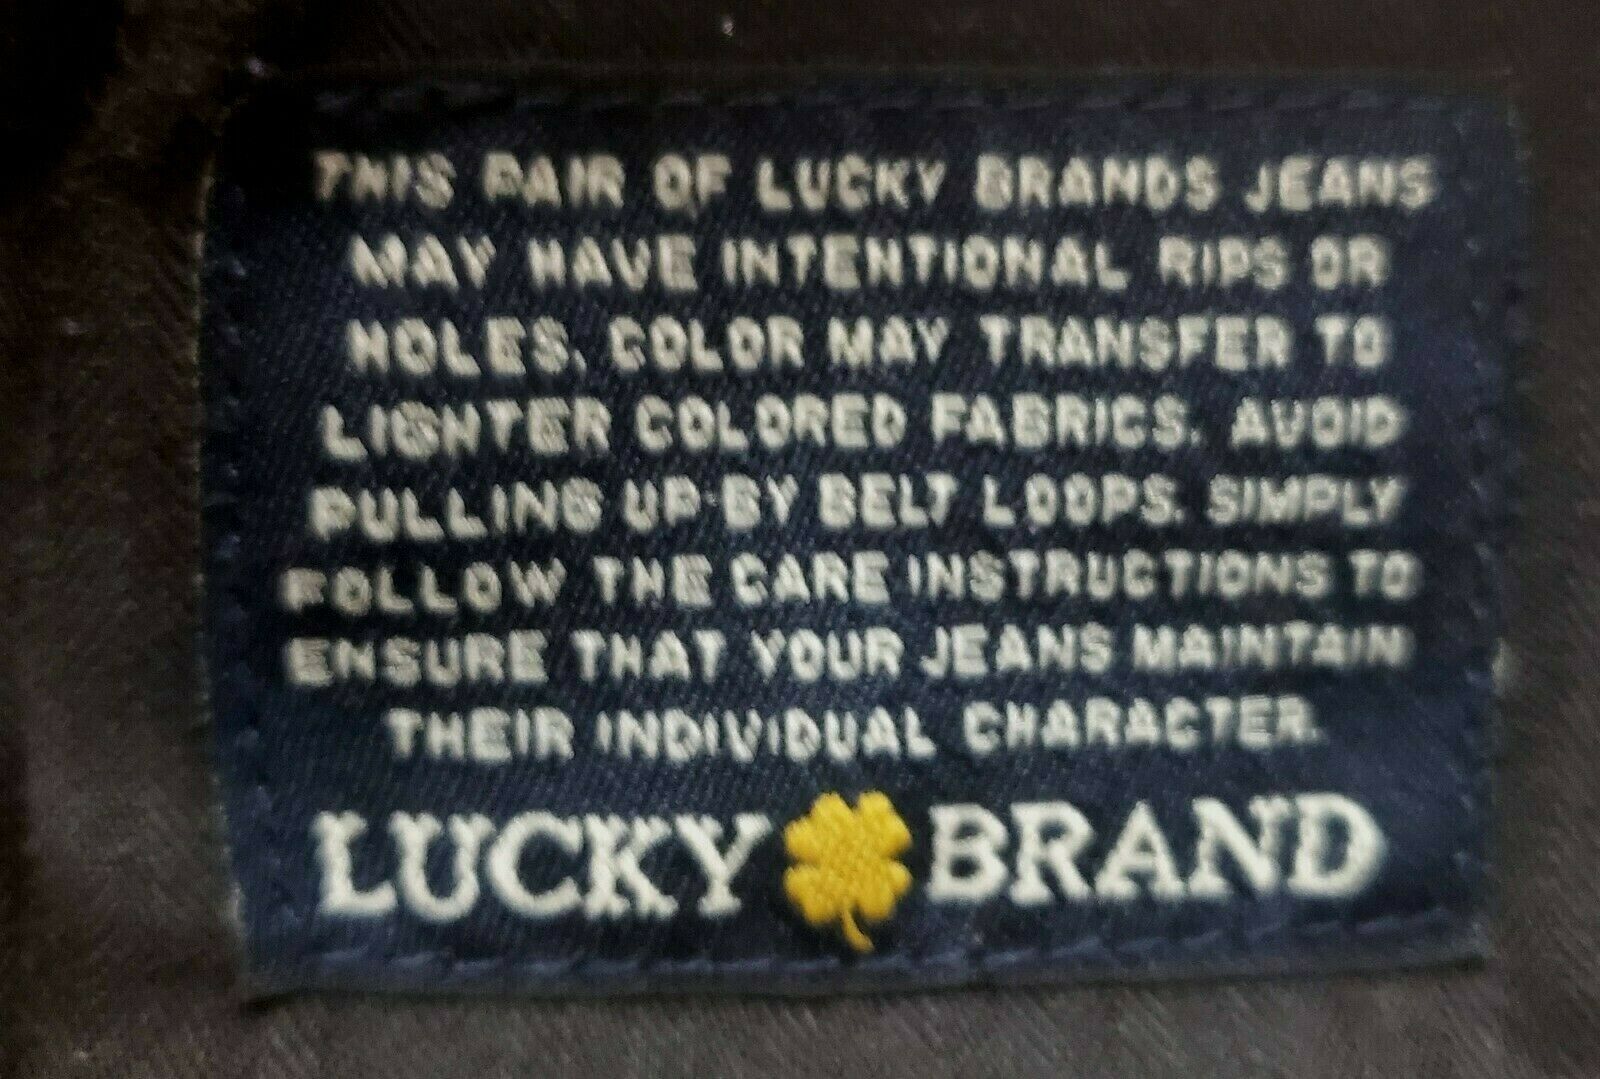 THIS PAIR OF LUCKY BRANDS JEANS
MAY HAVE INTENTIONAL RIPS OR
HOLES. COLOR MAY TRANSFER TO
LIGHTER COLORED FABRICS. AVOID
PULLING UP BY BELT LOOPS. SIMPLY
FOLLOW THE CARE INSTRUCTIONS TO
ENSURE THAT YOUR JEANS MAINTAIN
THEIR INDIVIDUAL CHARACTER.
LUCKY BRAND